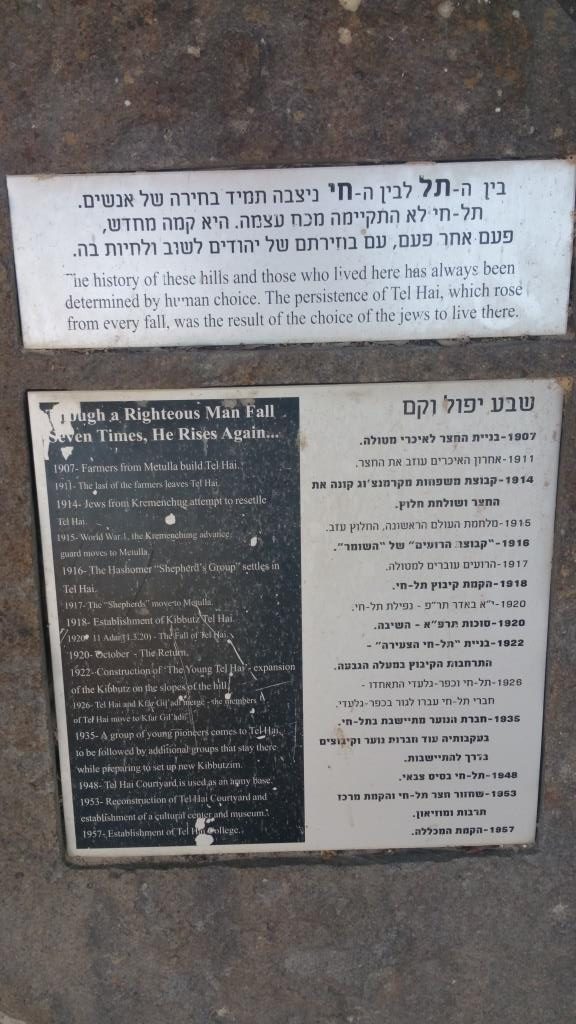 בין ה-תל לבין ה-חי ניצבה תמיד בחירה של אנשים.
תל-חי לא התקיימה מכח עצמה. היא קמה מחדש,
פעם אחר פעם, עם בחירתם של יהודים לשוב ולחיות בה.
The history of these hills and those who lived here has always been
determined by human choice. The persistence of Tel Hai, which rose
from every fall, was the result of the choice of the jews to live there.
Though a Righteous Man Fall
Seven Times, He Rises Again...
1907- Farmers from Metulla build Tel Hai.
1911- The last of the farmers leaves Tel Hai.
1914- Jews from Kremenchug attempt to resetlle
Tel Hai.
1915- World War 1, the Kremenchung advance
guard moves to Metulla.
1916- The Hashomer "Shepherd's Group" settles in
Tel Hai.
1917- The "Shepherds" move to Metulla.
1918- Establishment of Kibbutz Tel Hai.
1920- 11 Adar (1.3.20) - The Fall of Tel Hai.
1920- October - The Return.
1922- Construction of 'The Young Tel Hai' - expansion
of the Kibbutz on the slopes of the hill.
1926- Tel Hai and Kfar Gil'adi merge - the members
of Tel Hai move to Kfar Gil'adi.
1935- A group of young pioneers comes to Tel Hai,
to be followed by additional groups that stay there
while preparing to set up new Kibbutzim.
1948- Tel Hai Courtyard is used as an army base.
1953- Reconstruction of Tel Hai Courtyard and
establishment of a cultural center and museum.
1957- Establishment of Tel Hai College.
שבע יפול וקם
1907-בניית החצר לאיכרי מטולה.
1911-אחרון האיכרים עוזב את החצר.
1914-קבוצת משפחות מקרמנצ'וג קונה את
החצר ושולחת חלוץ.
1915-מלחמת העולם הראשונה, החלוץ עזב.
1916-"קבוצת הרועים" של "השומר".
1917-הרועים עוברים למטולה.
1918-הקמת קיבוץ תל-חי.
1920-י"א באדר תר"פ - נפילת תל-חי.
1920-סוכות תרפ"א - השיבה.
1922-בניית "תל-חי הצעירה" -
התרחבות הקיבוץ במעלה הגבעה.
1926-תל-חי וכפר-גלעדי התאחדו -
חברי תל-חי עברו לגור בכפר-גלעדי.
1935-חברת הנוער מתיישבת בתל-חי.
בעקבותיה עוד חברות נוער וקיבוצים
בדרך להתיישבות.
1948-תל-חי בסיס צבאי.
1953-שחזור חצר תל-חי והקמת מרכז
תרבות ומוזיאון.
1957-הקמת המכללה.